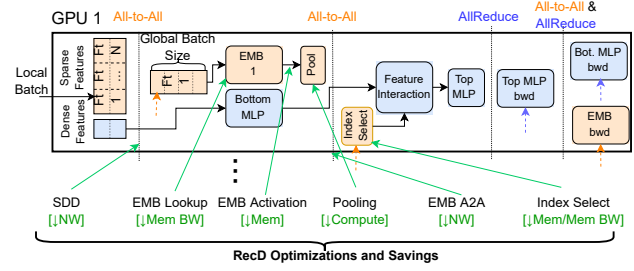 GPU 1
All-to-All
All-to-All
AllReduce
All-to-All &
AllReduce
Local
Batch
Sparse
Features
Dense
Features
Ft
Ft
Ft
N
...
1
Global Batch
Size
Ft
1
EMB
1
Pool
Bottom
MLP
Index
Select
Feature
Interaction
Top
MLP
Top MLP
bwd
Bot. MLP
bwd
EMB
bwd
⋮
SDD
[↓NW]
EMB Lookup
[↓Mem BW]
EMB Activation
[↓Mem]
Pooling
[↓Compute]
EMB A2A
[↓NW]
Index Select
[↓Mem/Mem BW]
RecD Optimizations and Savings